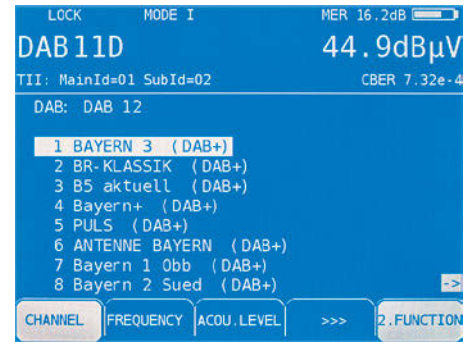 LOCK MODE I MER 16.2dB
DAB11D 44.9dBµV
TII: MainId=01 SubId=02 CBER 7.32e-4
DAB: DAB 12
1 BAYERN 3 (DAB+)
2 BR-KLASSIK (DAB+)
3 B5 aktuell (DAB+)
4 Bayern+ (DAB+)
5 PULS (DAB+)
6 ANTENNE BAYERN (DAB+)
7 Bayern 1 Obb (DAB+)
8 Bayern 2 Sued (DAB+) ->
CHANNEL FREQUENCY ACOU.LEVEL >>> 2.FUNCTION